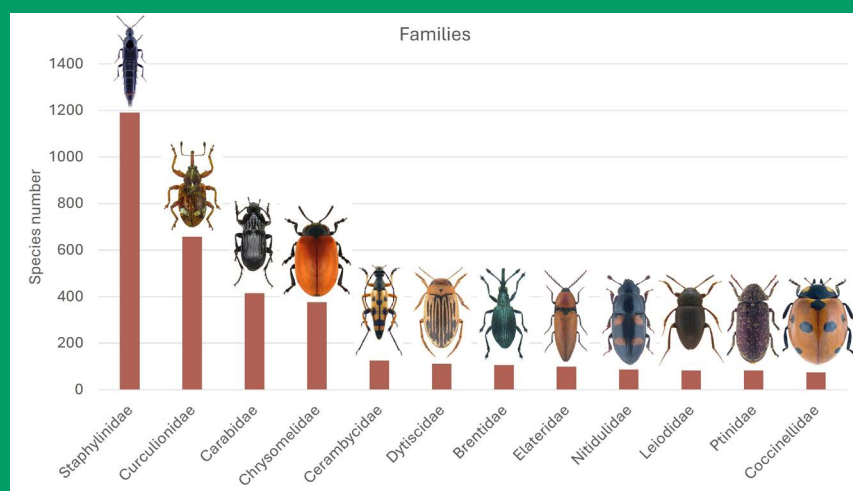 Families
Species number
1400
1200
1000
800
600
400
200
0
Staphylinidae
Curculionidae
Carabidae
Chrysomelidae
Cerambycidae
Dytiscidae
Brentidae
Elateridae
Nitidulidae
Leiodidae
Ptinidae
Coccinellidae